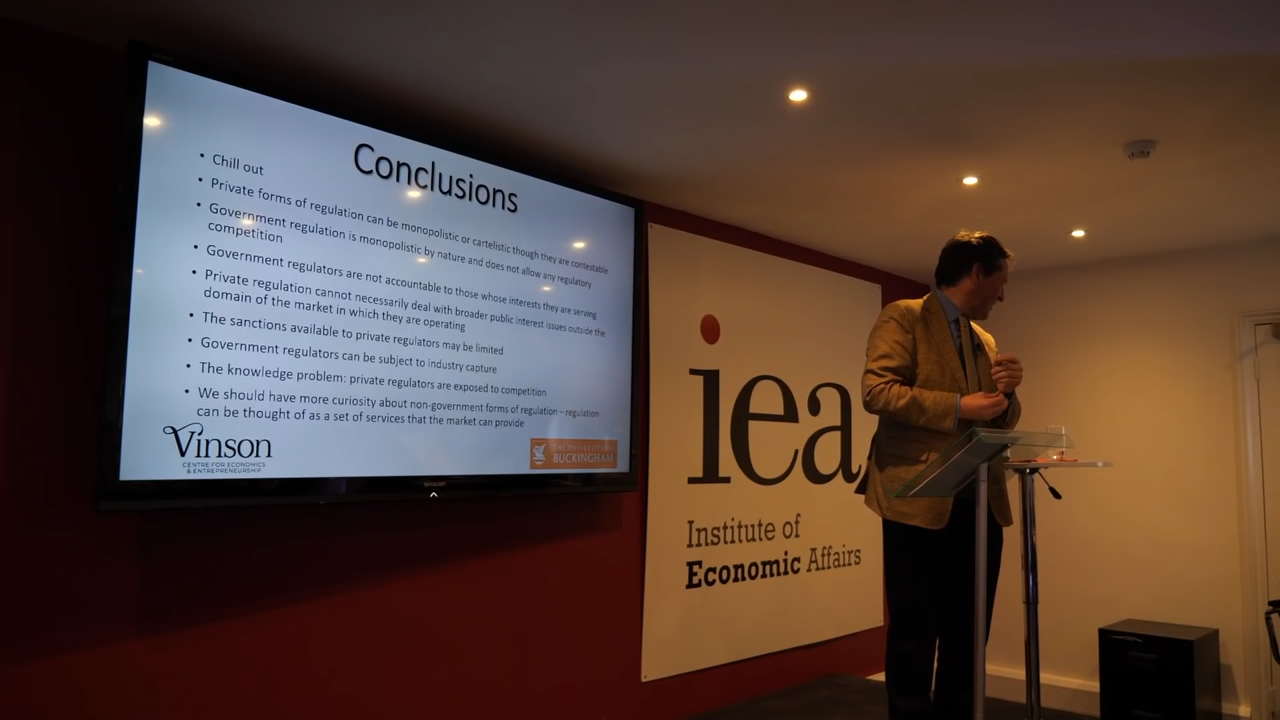 Conclusions
• Chill out
• Private forms of regulation can be monopolistic or cartelistic though they are contestable
• Government regulation is monopolistic by nature and does not allow any regulatory
competition
• Government regulators are not accountable to those whose interests they are serving
• Private regulation cannot necessarily deal with broader public interest issues outside the
domain of the market in which they are operating
• The sanctions available to private regulators may be limited
• Government regulators can be subject to industry capture
• The knowledge problem: private regulators are exposed to competition
• We should have more curiosity about non-government forms of regulation – regulation
can be thought of as a set of services that the market can provide
Vinson
CENTRE FOR ECONOMICS
& ENTREPRENEURSHIP
THE UNIVERSITY OF
BUCKINGHAM
SHARP
iea
Institute of
Economic Affairs